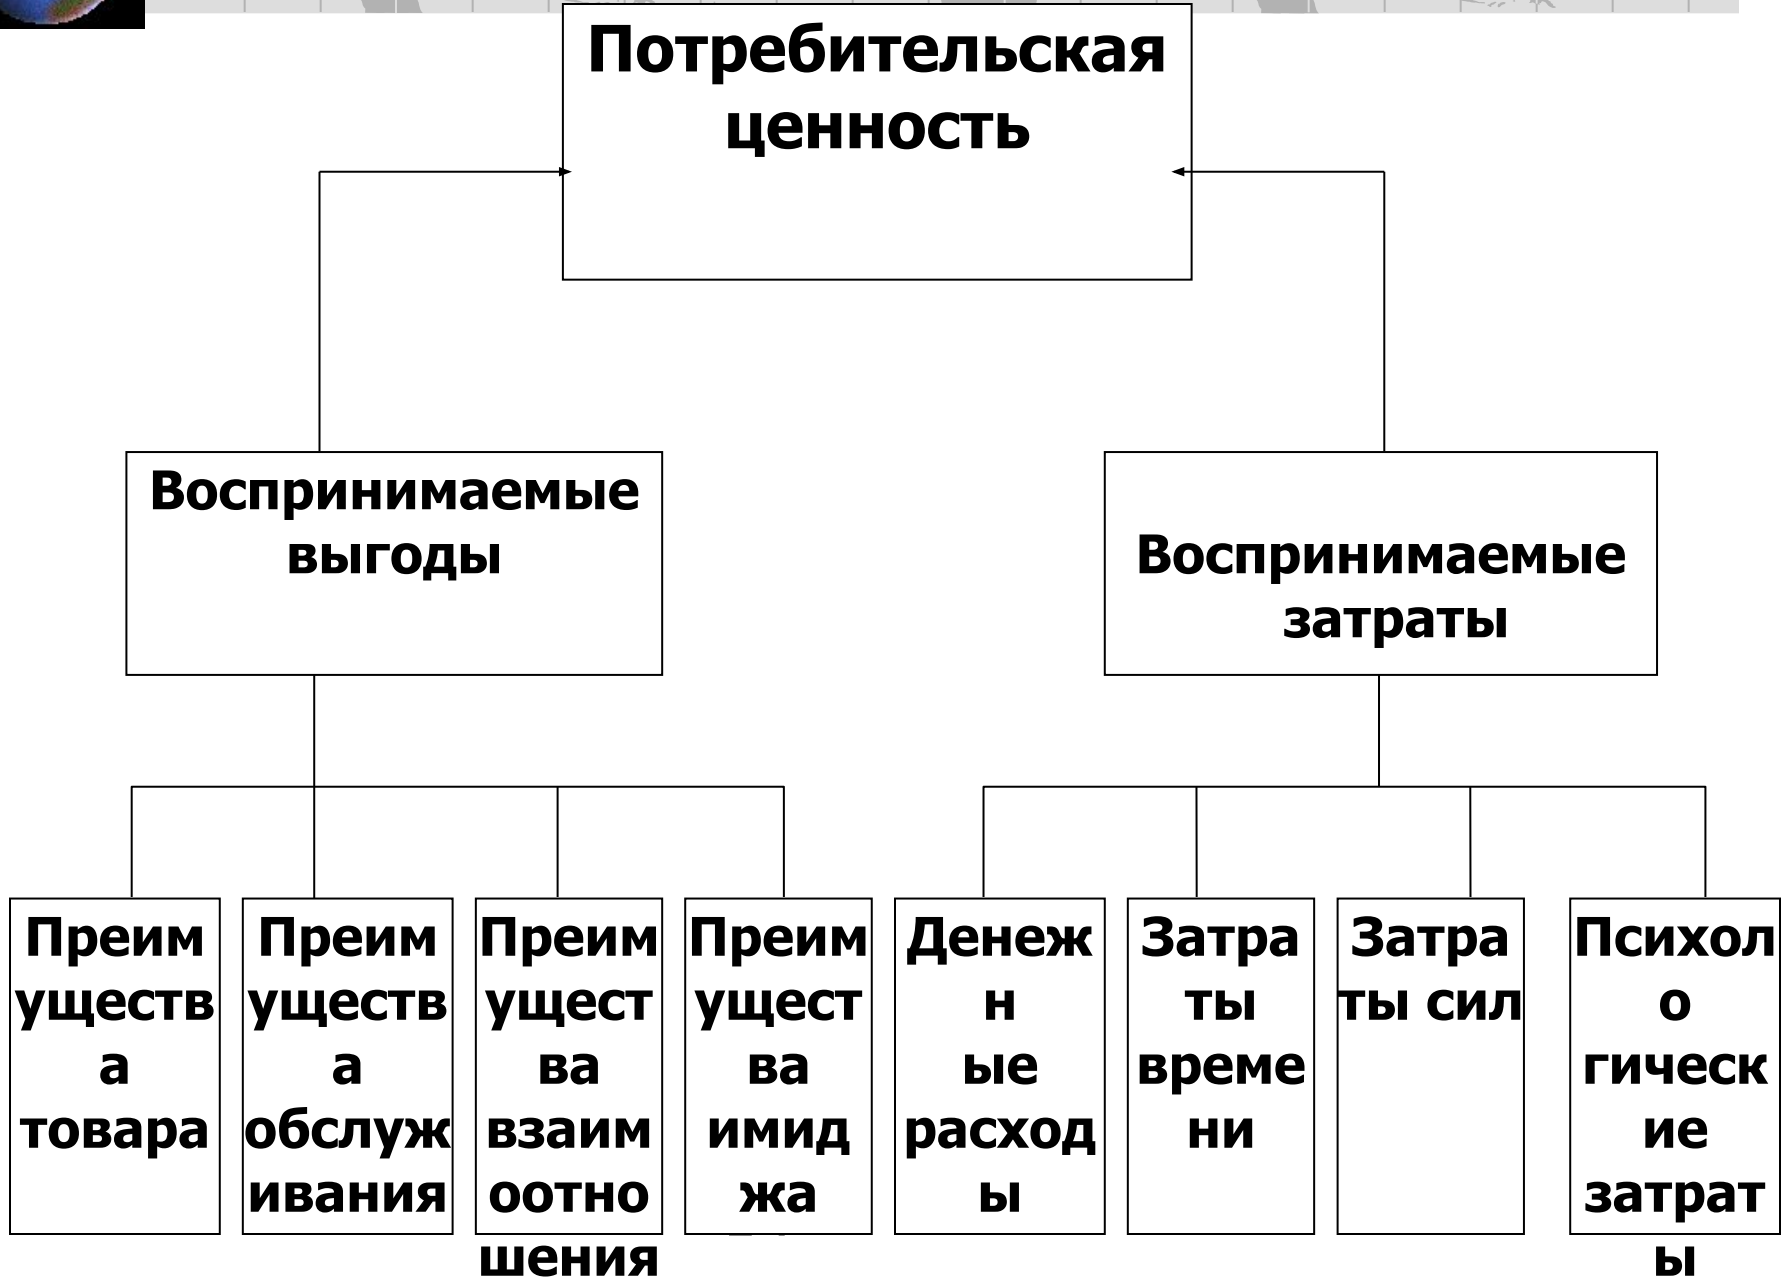 Потребительская
ценность
Воспринимаемые
выгоды
Воспринимаемые
затраты
Преим
уществ
а
товара
Преим
уществ
а
обслуж
ивания
Преим
ущест
ва
взаим
оотно
шения
Преим
ущест
ва
имид
жа
Денеж
н
ые
расход
ы
Затра
ты
време
ни
Затра
ты сил
Психол
о
гическ
ие
затрат
ы